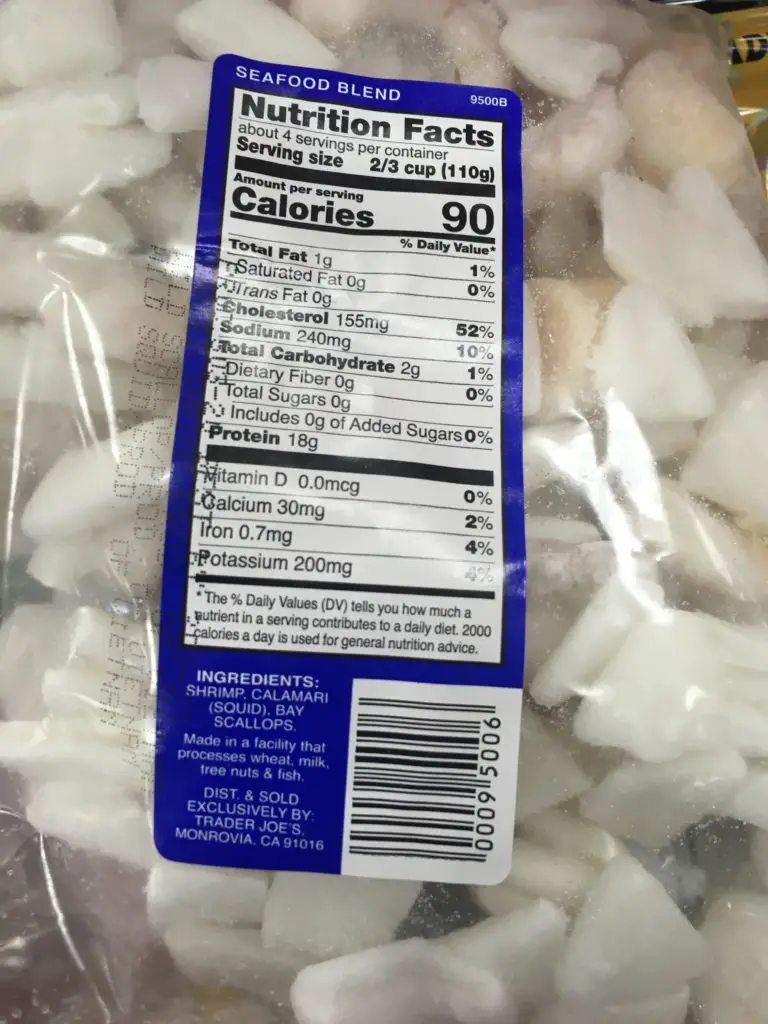 SEAFOOD BLEND
9500B
Nutrition Facts
about 4 servings per container
Serving size 2/3 cup (110g)
Amount per serving
Calories 90
% Daily Value*
Total Fat 1g 1%
Saturated Fat 0g 0%
Trans Fat 0g
Cholesterol 155mg 52%
Sodium 240mg 10%
Total Carbohydrate 2g 1%
Dietary Fiber 0g 0%
Total Sugars 0g
Includes 0g of Added Sugars 0%
Protein 18g
Vitamin D 0.0mcg 0%
Calcium 30mg 2%
Iron 0.7mg 4%
Potassium 200mg 4%
* The % Daily Values (DV) tells you how much a
nutrient in a serving contributes to a daily diet. 2000
calories a day is used for general nutrition advice.
INGREDIENTS:
SHRIMP, CALAMARI
(SQUID), BAY
SCALLOPS.
Made in a facility that
processes wheat, milk,
tree nuts & fish.
DIST. & SOLD
EXCLUSIVELY BY:
TRADER JOE'S,
MONROVIA, CA 91016
00095006